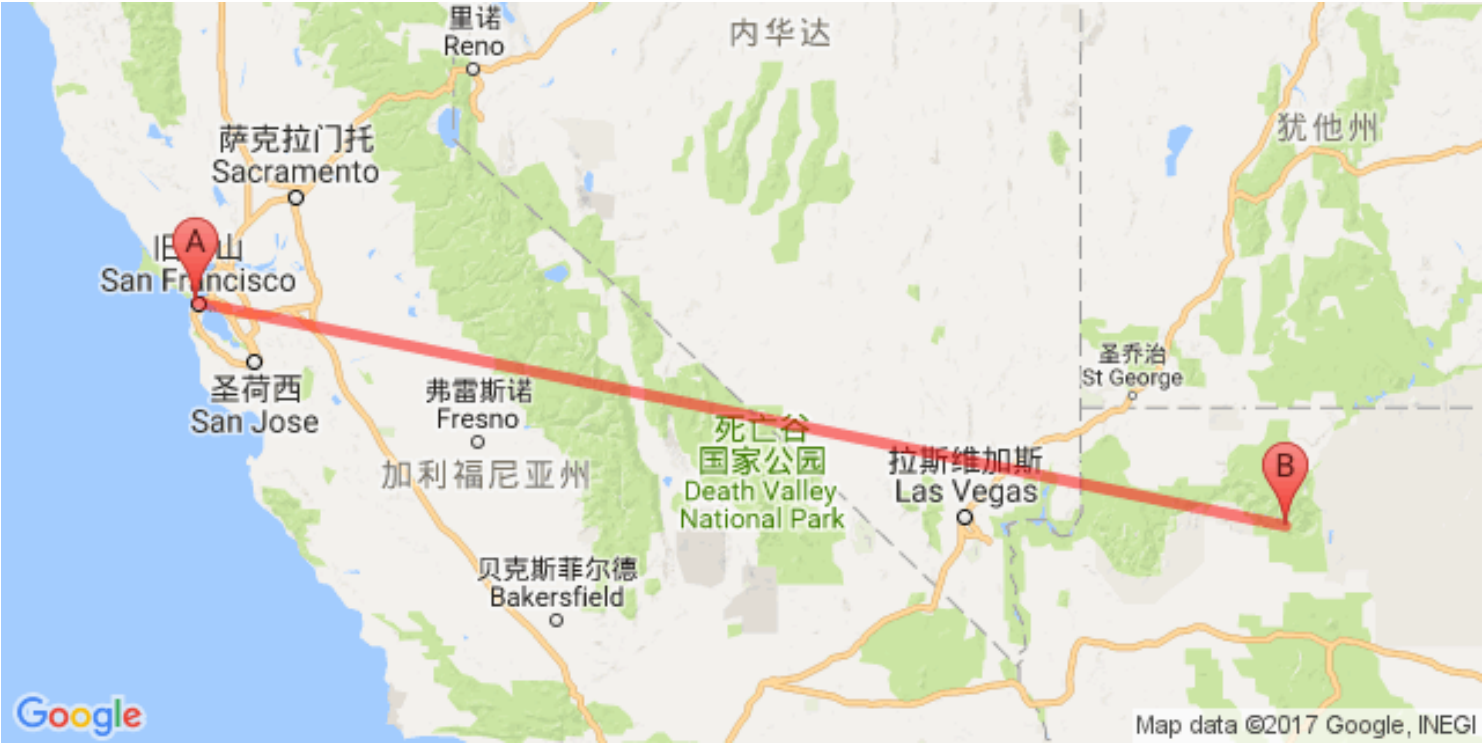 里诺
Reno
内华达
犹他州
萨克拉门托
Sacramento
A
旧 山
San Francisco
圣乔治
St George
圣荷西
San Jose
弗雷斯诺
Fresno
加利福尼亚州
死亡谷
国家公园
Death Valley
National Park
拉斯维加斯
Las Vegas
B
贝克斯菲尔德
Bakersfield
Google
Map data ©2017 Google, INEGI